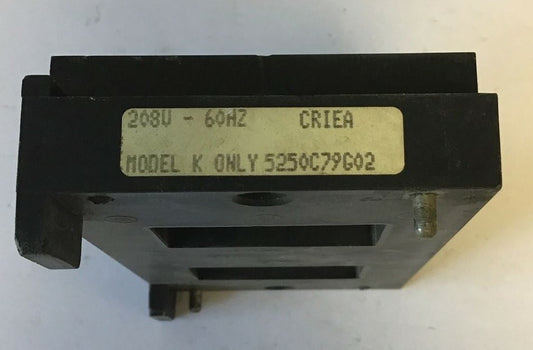 208V - 60HZ CRIEA
MODEL K ONLY 5250C79G02